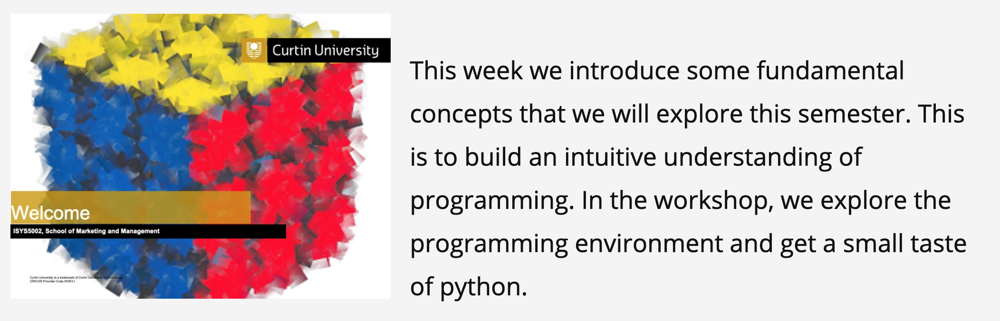 Curtin University
Welcome
ISYS5002, School of Marketing and Management
Curtin University is a trademark of Curtin University of Technology
CRICOS Provider Code 00301J
This week we introduce some fundamental
concepts that we will explore this semester. This
is to build an intuitive understanding of
programming. In the workshop, we explore the
programming environment and get a small taste
of python.